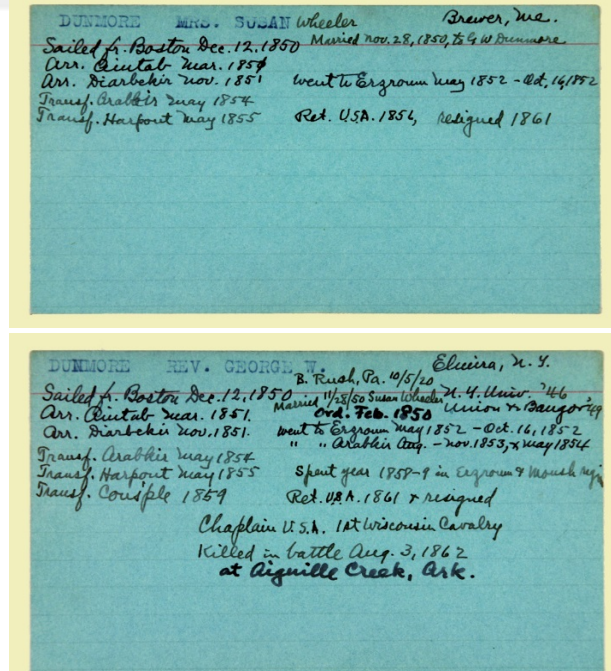 DUNMORE MRS. SUSAN Wheeler Brewer, Me.
Sailed fr. Boston Dec. 12, 1850 Married Nov. 28, 1850, to G W Dunmore
Arr. Aintab Mar. 1851
Arr. Diarbekir Nov. 1851 went to Erzroum May 1852 - Oct. 16, 1852
Transf. Arabkir May 1854
Transf. Harpout May 1855 Ret. U.S.A. 1856, resigned 1861
DUNMORE REV. GEORGE W. Elmira, N.Y.
B. Rush, Pa. 10/5/20
Sailed fr. Boston Dec. 12, 1850 Married 11/28/50 Susan Wheeler N.Y. Univ. '46
Arr. Aintab Mar. 1851. Ord. Feb. 1850 Union & Bangor '49
Arr. Diarbekir Nov. 1851. went to Erzroum May 1852 - Oct. 16, 1852
" " Arabkir Aug. - Nov. 1853, & May 1854
Transf. Arabkir May 1854
Transf. Harpout May 1855 Spent year 1858-9 in Erzroum & Moush
Transf. Cons'ple 1859 Ret. U.S.A. 1861 & resigned
Chaplain U.S.A. 1st Wisconsin Cavalry
Killed in battle Aug. 3, 1862
at Aiguille Creek, Ark.